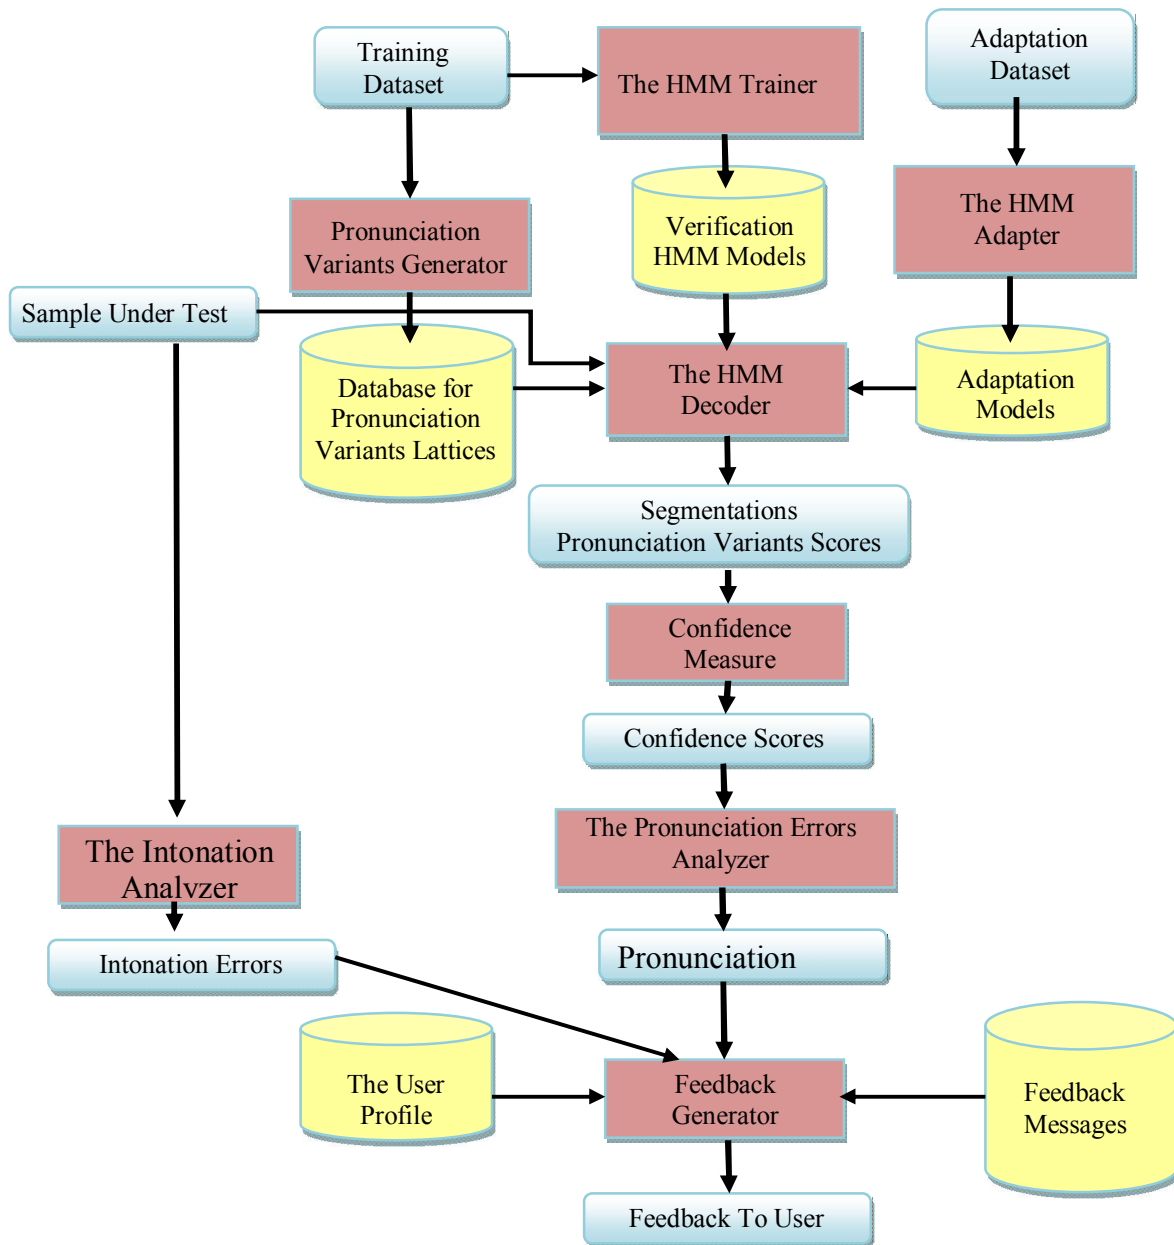 Training
Dataset
The HMM Trainer
Adaptation
Dataset
Pronunciation
Variants Generator
Verification
HMM Models
The HMM
Adapter
Sample Under Test
Database for
Pronunciation
Variants Lattices
The HMM
Decoder
Adaptation
Models
Segmentations
Pronunciation Variants Scores
Confidence
Measure
Confidence Scores
The Pronunciation Errors
Analyzer
The Intonation
Analyzer
Intonation Errors
Pronunciation
The User
Profile
Feedback
Generator
Feedback
Messages
Feedback To User